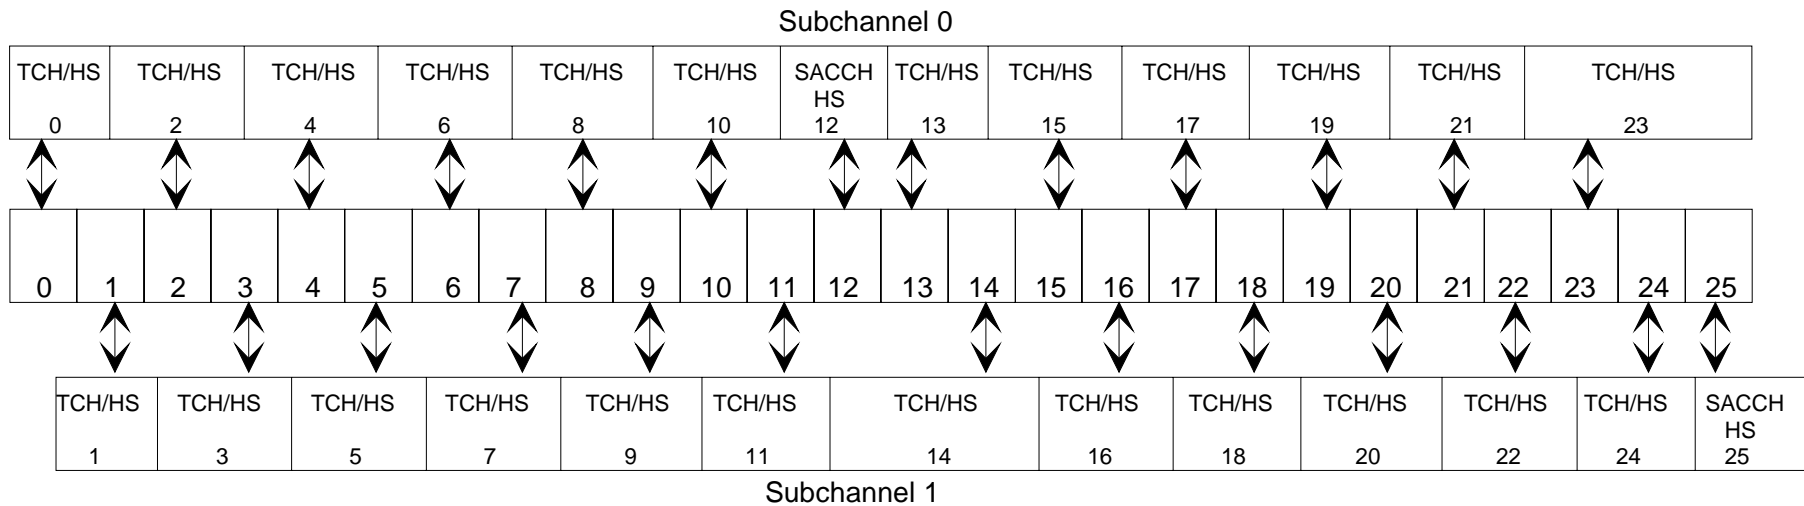 Subchannel 0
TCH/HS TCH/HS TCH/HS TCH/HS TCH/HS TCH/HS SACCH TCH/HS TCH/HS TCH/HS TCH/HS TCH/HS TCH/HS
HS
0 2 4 6 8 10 12 13 15 17 19 21 23
0 1 2 3 4 5 6 7 8 9 10 11 12 13 14 15 16 17 18 19 20 21 22 23 24 25
TCH/HS TCH/HS TCH/HS TCH/HS TCH/HS TCH/HS TCH/HS TCH/HS TCH/HS TCH/HS TCH/HS TCH/HS SACCH
HS
1 3 5 7 9 11 14 16 18 20 22 24 25
Subchannel 1